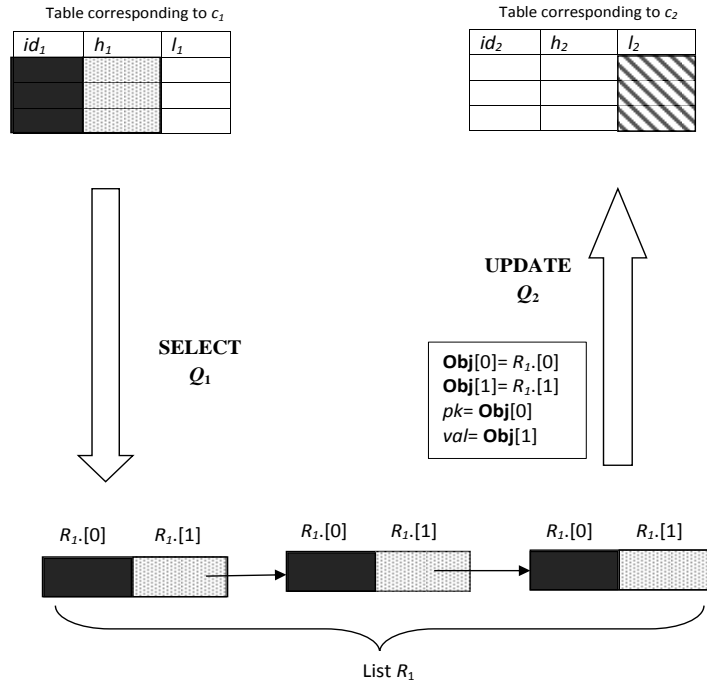 Table corresponding to c1
id1 h1 l1
Table corresponding to c2
id2 h2 l2
SELECT
Q1
UPDATE
Q2
Obj[0]= R1.[0]
Obj[1]= R1.[1]
pk= Obj[0]
val= Obj[1]
R1.[0] R1.[1]
R1.[0] R1.[1]
R1.[0] R1.[1]
List R1